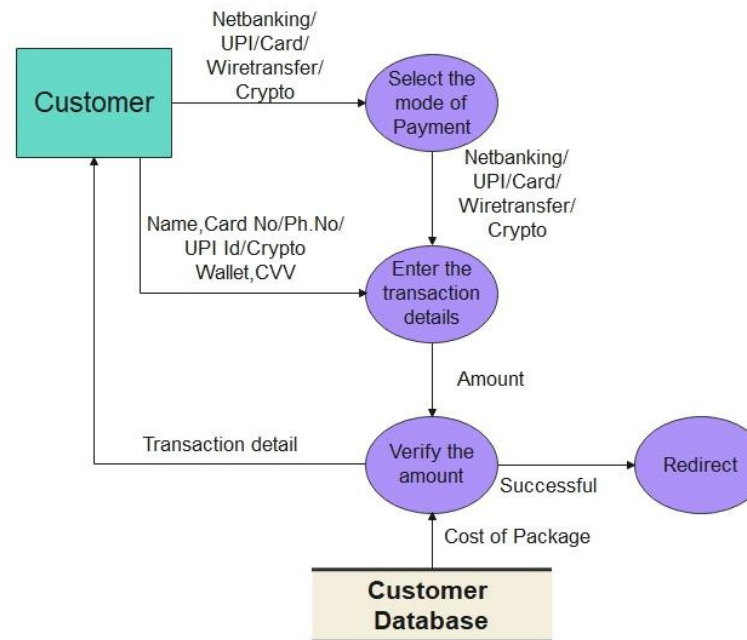 Netbanking/
UPI/Card/
Wiretransfer/
Crypto
Customer
Select the
mode of
Payment
Netbanking/
UPI/Card/
Wiretransfer/
Crypto
Name,Card No/Ph.No/
UPI Id/Crypto
Wallet,CVV
Enter the
transaction
details
Amount
Transaction detail
Verify the
amount
Successful
Redirect
Cost of Package
Customer
Database